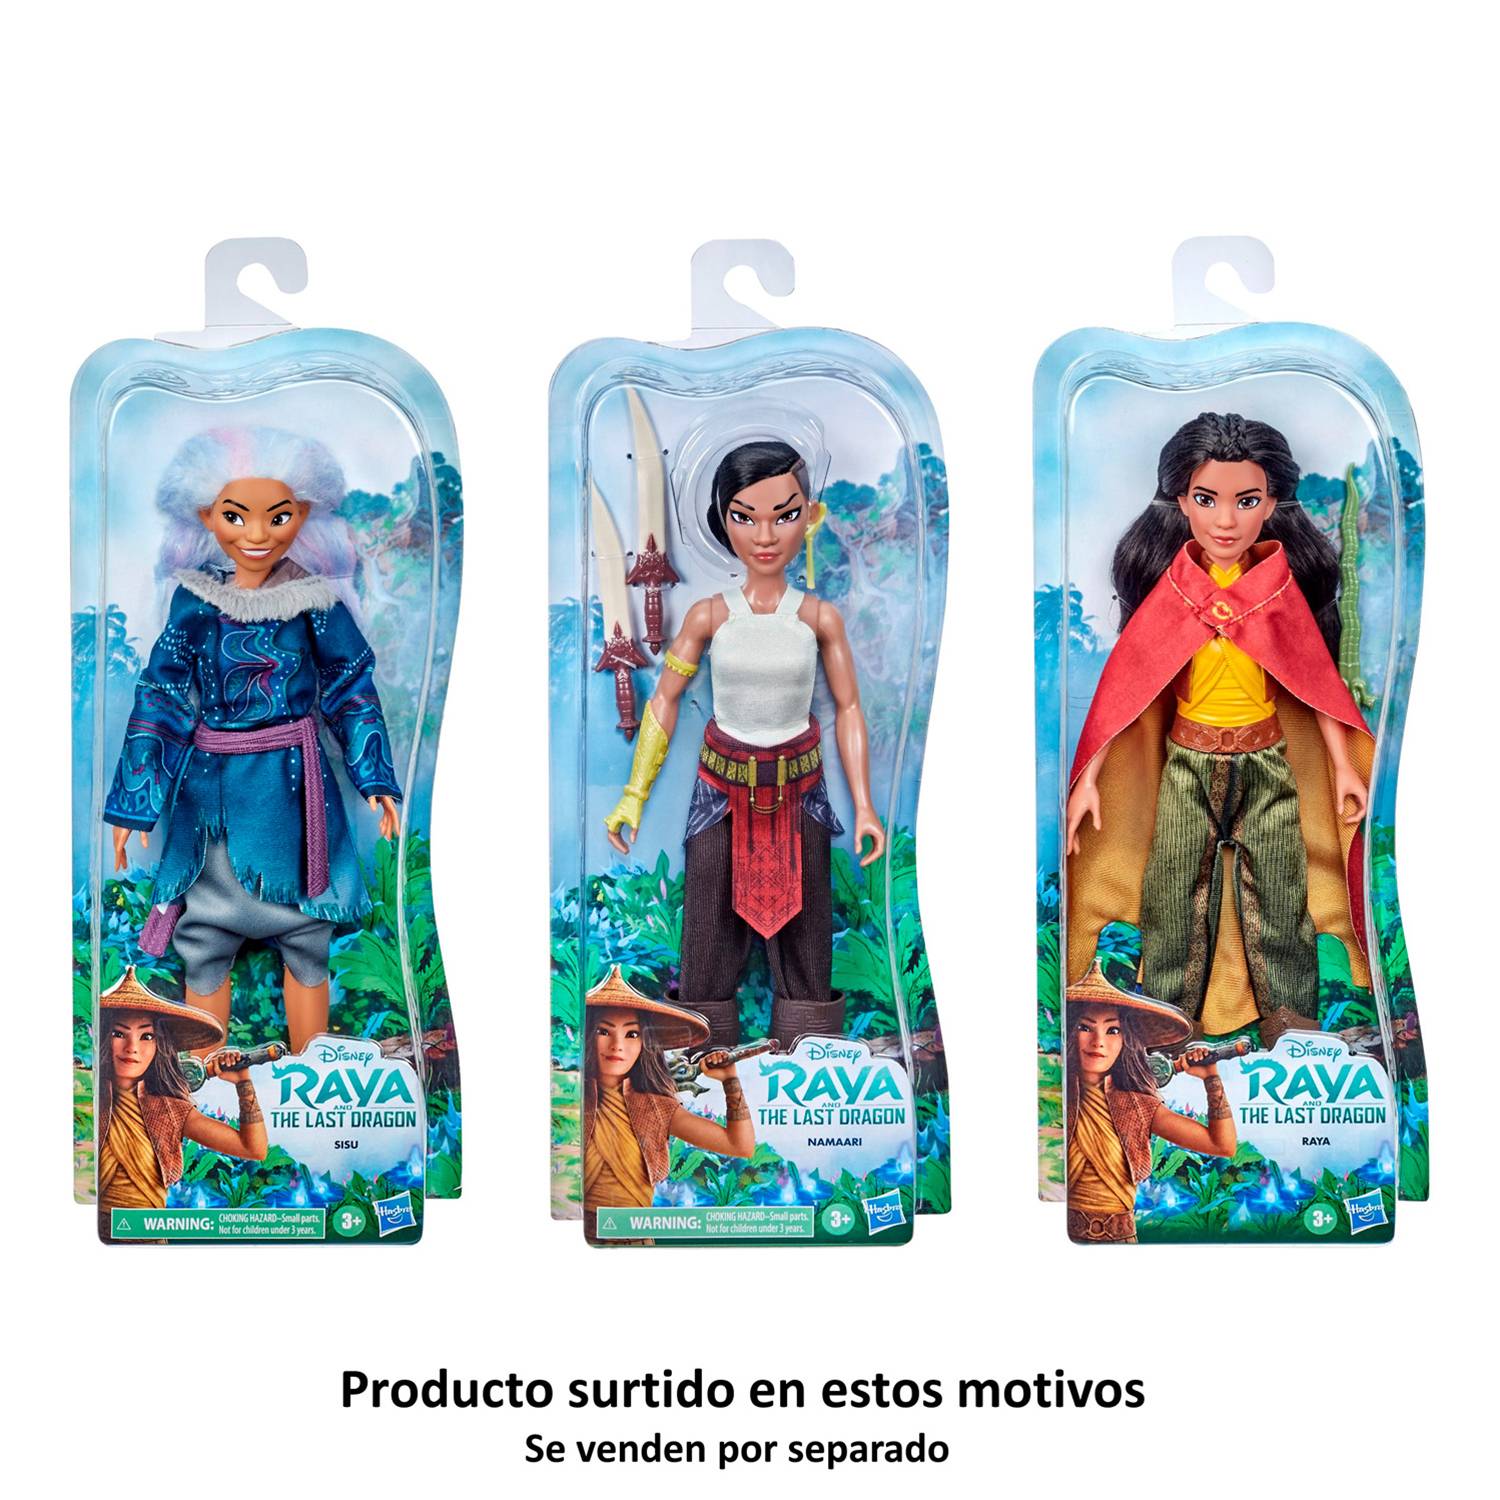 Disney
RAYA
AND
THE LAST DRAGON
SISU
WARNING:
CHOKING HAZARD–Small parts.
Not for children under 3 years.
3+
Hasbro
Disney
RAYA
AND
THE LAST DRAGON
NAMAARI
WARNING:
CHOKING HAZARD–Small parts.
Not for children under 3 years.
3+
Hasbro
Disney
RAYA
AND
THE LAST DRAGON
RAYA
3+
Hasbro
Producto surtido en estos motivos
Se venden por separado